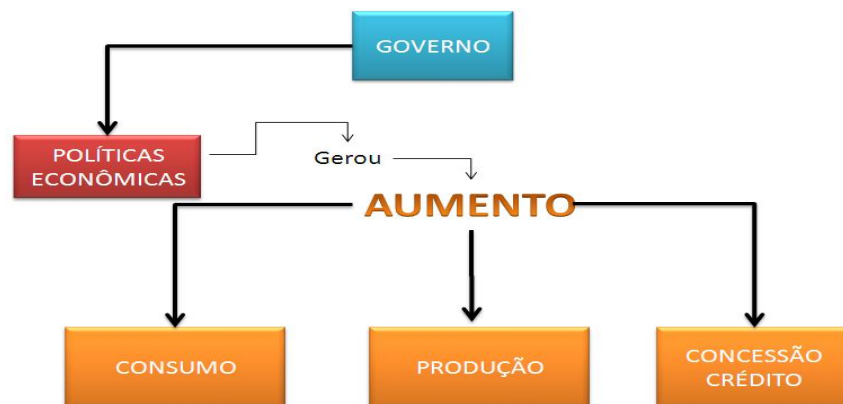 GOVERNO
POLÍTICAS
ECONÔMICAS
Gerou
AUMENTO
CONSUMO
PRODUÇÃO
CONCESSÃO
CRÉDITO